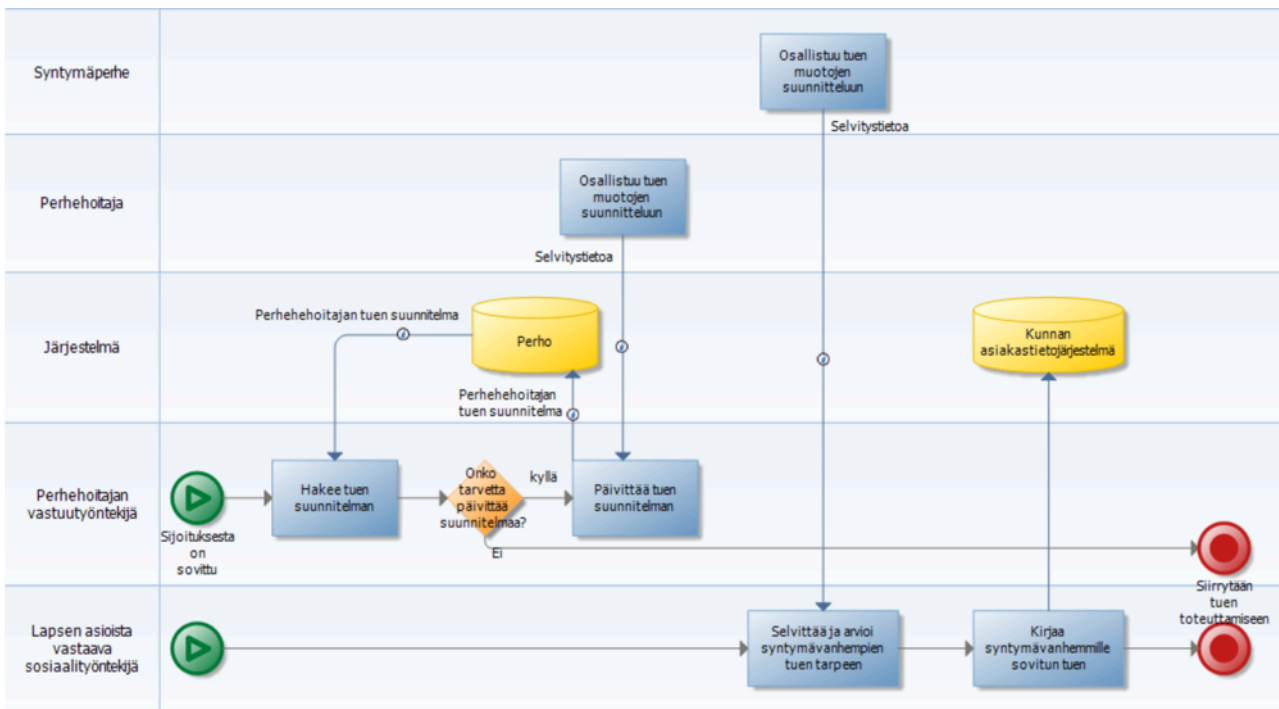 Syntymäperhe
Osallistuu tuen
muotojen
suunnitteluun
Selvitystietoa
Perhehoitaja
Osallistuu tuen
muotojen
suunnitteluun
Selvitystietoa
Järjestelmä
Perhehehoitajan tuen suunnitelma
Perho
Kunnan
asiakastietojärjestelmä
Perhehehoitajan
tuen suunnitelma
Perhehoitajan
vastuutyöntekijä
Sijoituksesta
on
sovittu
Hakee tuen
suunnitelman
Onko
tarvetta
päivittää
suunnitelmaa?
kyllä
Ei
Päivittää tuen
suunnitelman
Siirrytään
tuen
toteuttamiseen
Lapsen asioista
vastaava
sosiaalityöntekijä
Selvittää ja arvioi
syntymävanhempien
tuen tarpeen
Kirjaa
syntymävanhemmille
sovitun tuen